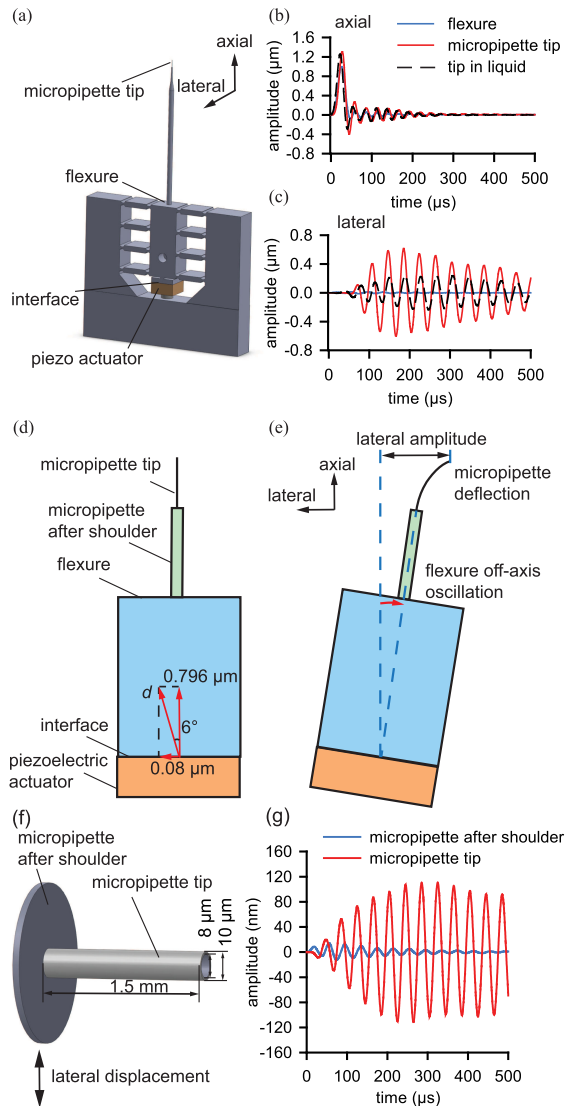 (a)
axial
lateral
micropipette tip
flexure
interface
piezo actuator
(b)
axial
flexure
micropipette tip
tip in liquid
amplitude (µm)
1.6
1.2
0.8
0.4
0.0
-0.4
-0.8
0 100 200 300 400 500
time (µs)
(c)
lateral
amplitude (µm)
0.8
0.4
0.0
-0.4
-0.8
0 100 200 300 400 500
time (µs)
(d)
micropipette tip
micropipette
after shoulder
flexure
0.796 µm
d
6°
interface
piezoelectric
actuator
0.08 µm
(e)
lateral amplitude
axial
lateral
micropipette
deflection
flexure off-axis
oscillation
(f)
micropipette
after shoulder
micropipette tip
8 µm
10 µm
1.5 mm
lateral displacement
(g)
micropipette after shoulder
micropipette tip
amplitude (nm)
160
120
80
40
0
-40
-80
-120
-160
0 100 200 300 400 500
time (µs)